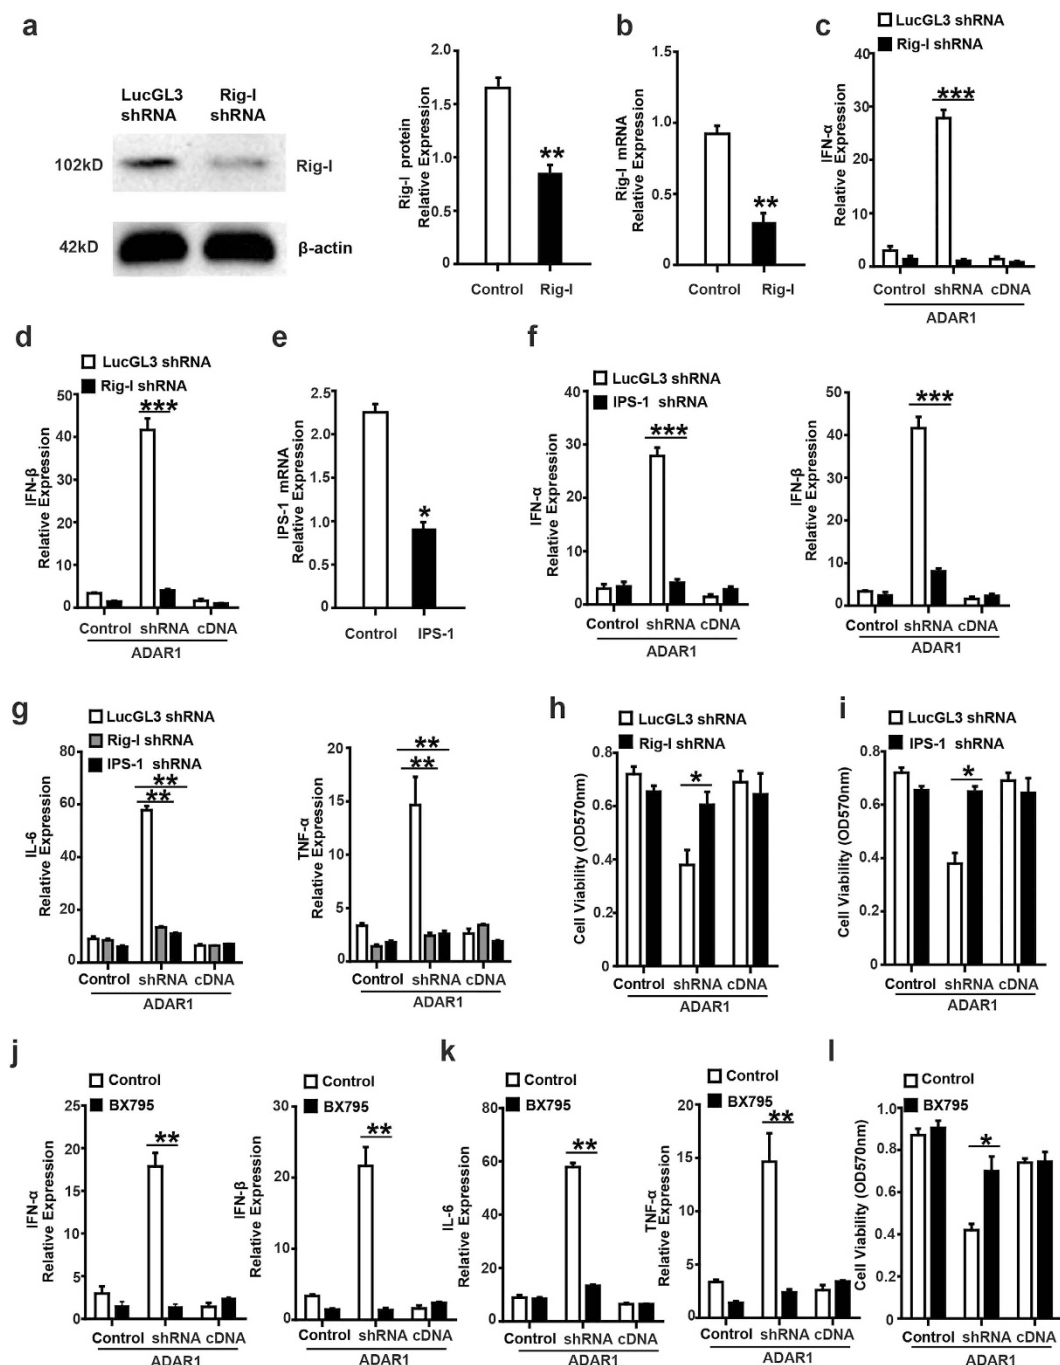 a
LucGL3
shRNA
Rig-I
shRNA
102kD
Rig-I
42kD
β-actin
Rig-I protein
Relative Expression
2.0
1.5
1.0
0.5
0
**
Control
Rig-I
b
Rig-I mRNA
Relative Expression
1.5
1.0
0.5
0
**
Control
Rig-I
c
LucGL3 shRNA
Rig-I shRNA
IFN-α
Relative Expression
40
30
20
10
0
***
Control shRNA cDNA
ADAR1
d
LucGL3 shRNA
Rig-I shRNA
IFN-β
Relative Expression
50
40
30
20
10
0
***
Control shRNA cDNA
ADAR1
e
IPS-1 mRNA
Relative Expression
2.5
2.0
1.5
1.0
0.5
0
*
Control
IPS-1
f
LucGL3 shRNA
IPS-1 shRNA
IFN-α
Relative Expression
40
30
20
10
0
***
Control shRNA cDNA
ADAR1
IFN-β
Relative Expression
50
40
30
20
10
0
***
Control shRNA cDNA
ADAR1
g
LucGL3 shRNA
Rig-I shRNA
IPS-1 shRNA
IL-6
Relative Expression
80
60
40
20
0
**
**
Control shRNA cDNA
ADAR1
TNF-α
Relative Expression
20
15
10
5
0
**
**
Control shRNA cDNA
ADAR1
h
LucGL3 shRNA
Rig-I shRNA
Cell Viability (OD570nm)
0.8
0.6
0.4
0.2
0
*
Control shRNA cDNA
ADAR1
i
LucGL3 shRNA
IPS-1 shRNA
Cell Viability (OD570nm)
0.8
0.6
0.4
0.2
0
*
Control shRNA cDNA
ADAR1
j
Control
BX795
IFN-α
Relative Expression
25
20
15
10
5
0
**
Control shRNA cDNA
ADAR1
Control
BX795
IFN-β
Relative Expression
30
20
10
0
**
Control shRNA cDNA
ADAR1
k
Control
BX795
IL-6
Relative Expression
80
60
40
20
0
**
Control shRNA cDNA
ADAR1
Control
BX795
TNF-α
Relative Expression
20
15
10
5
0
**
Control shRNA cDNA
ADAR1
l
Control
BX795
Cell Viability (OD570nm)
1.0
0.8
0.6
0.4
0.2
0
*
Control shRNA cDNA
ADAR1